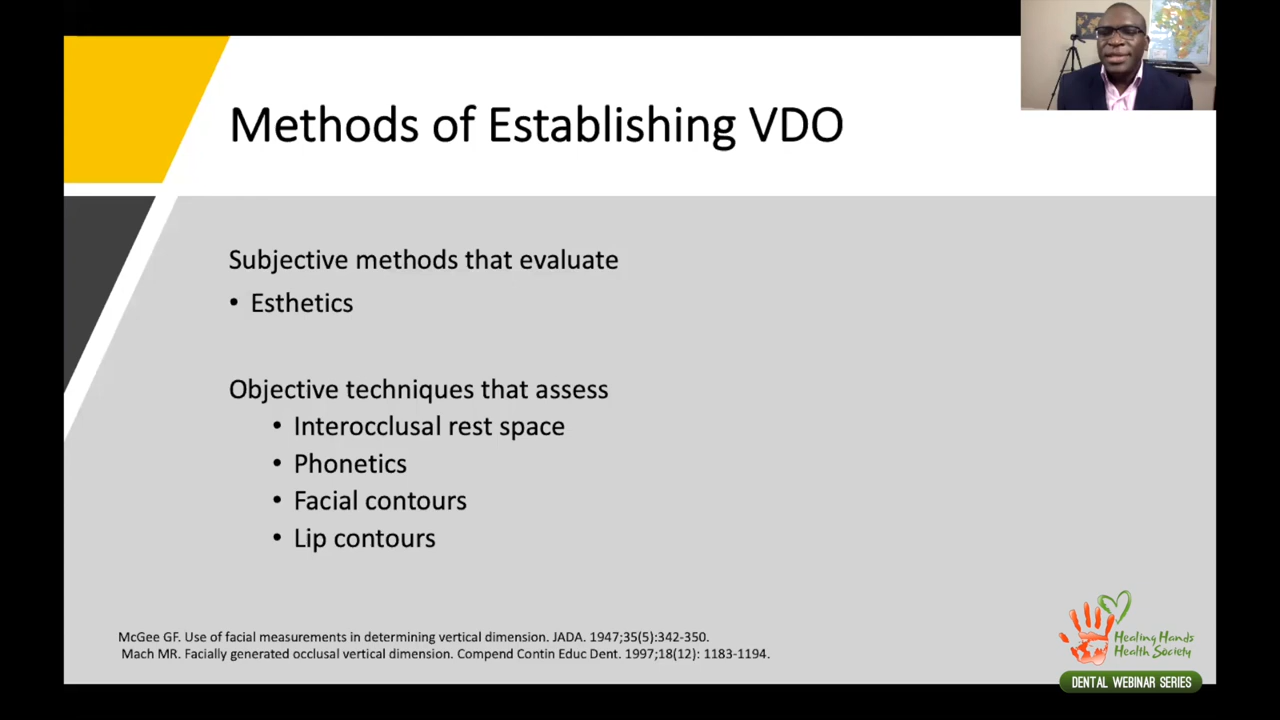 Methods of Establishing VDO
Subjective methods that evaluate
• Esthetics
Objective techniques that assess
• Interocclusal rest space
• Phonetics
• Facial contours
• Lip contours
McGee GF. Use of facial measurements in determining vertical dimension. JADA. 1947;35(5):342-350.
Mach MR. Facially generated occlusal vertical dimension. Compend Contin Educ Dent. 1997;18(12): 1183-1194.
Healing Hands
Health Society
DENTAL WEBINAR SERIES